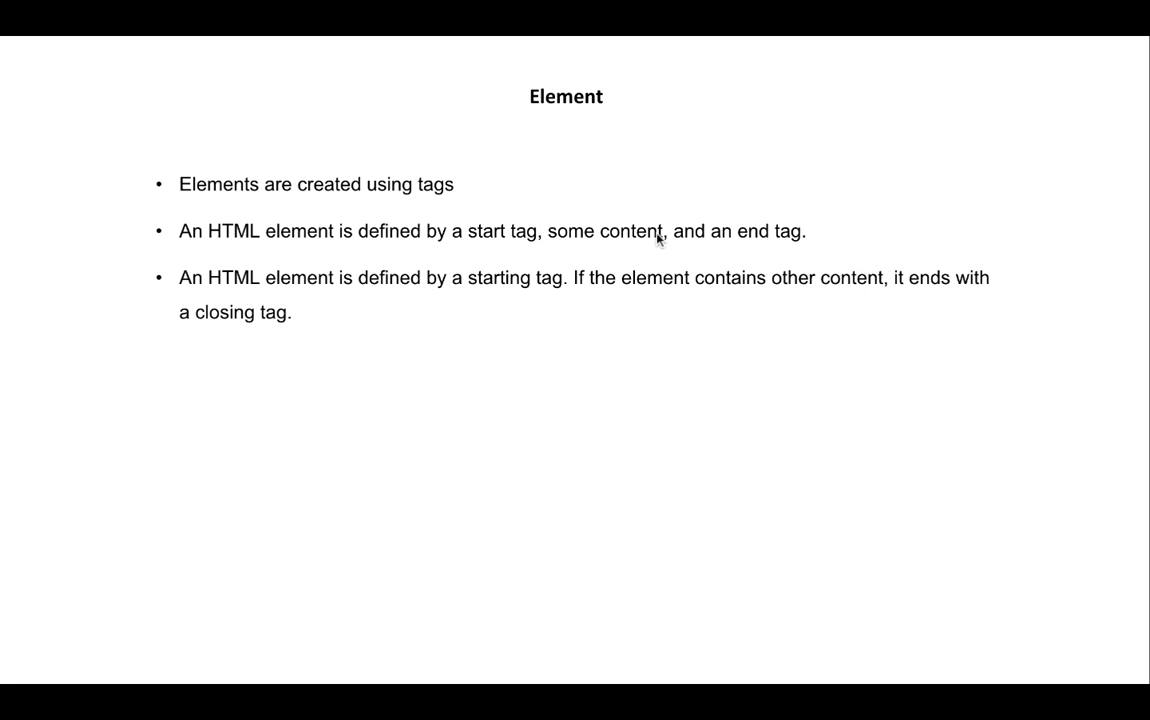 Element
• Elements are created using tags
• An HTML element is defined by a start tag, some content, and an end tag.
• An HTML element is defined by a starting tag. If the element contains other content, it ends with
a closing tag.